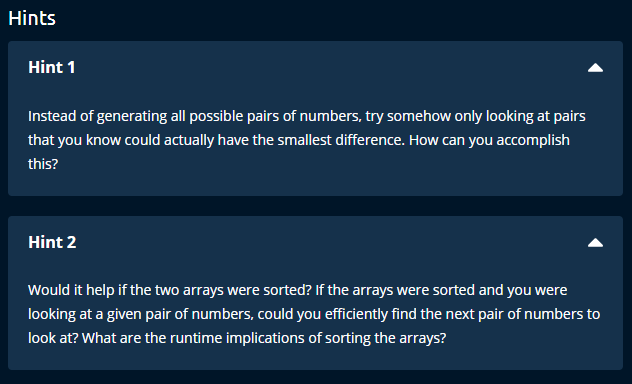 Hints
Hint 1
Instead of generating all possible pairs of numbers, try somehow only looking at pairs
that you know could actually have the smallest difference. How can you accomplish
this?
Hint 2
Would it help if the two arrays were sorted? If the arrays were sorted and you were
looking at a given pair of numbers, could you efficiently find the next pair of numbers to
look at? What are the runtime implications of sorting the arrays?